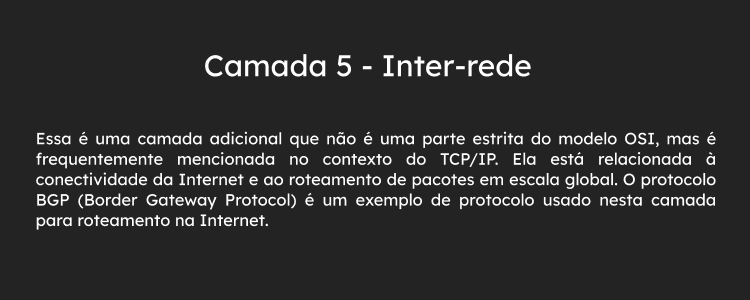 Camada 5 - Inter-rede
Essa é uma camada adicional que não é uma parte estrita do modelo OSI, mas é
frequentemente mencionada no contexto do TCP/IP. Ela está relacionada à
conectividade da Internet e ao roteamento de pacotes em escala global. O protocolo
BGP (Border Gateway Protocol) é um exemplo de protocolo usado nesta camada
para roteamento na Internet.